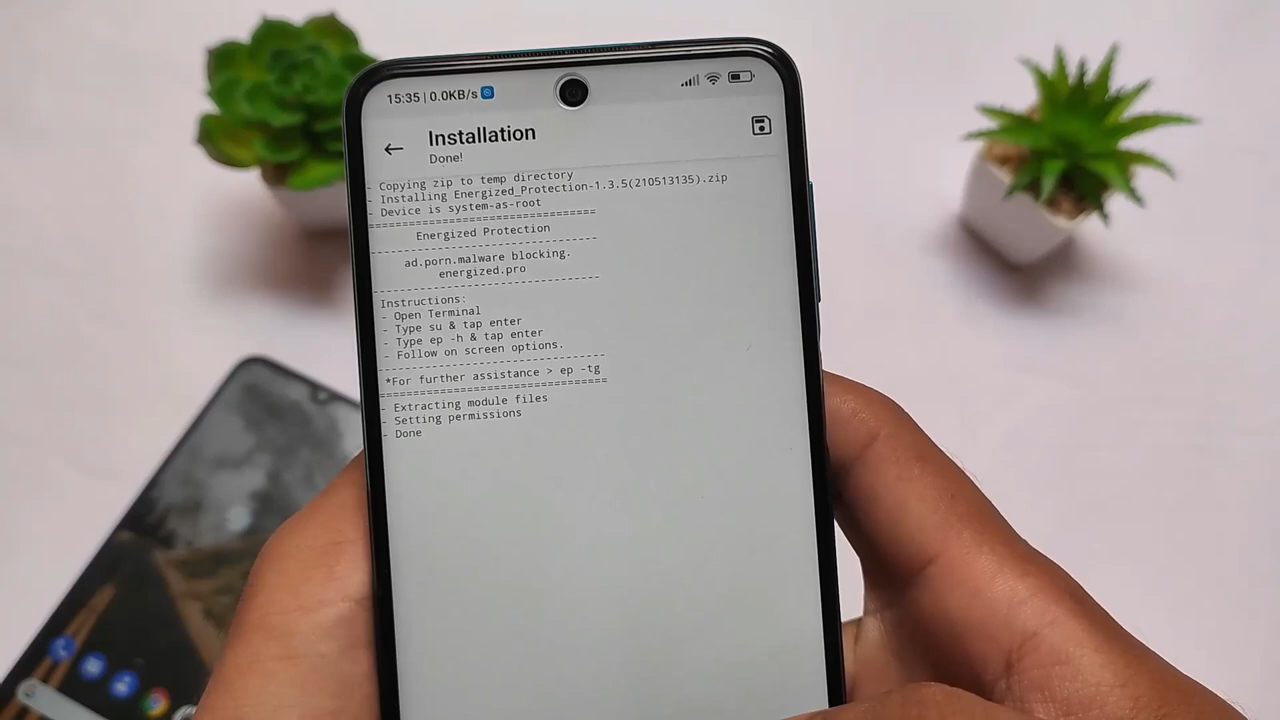 15:35 | 0.0KB/s
Installation
Done!
- Copying zip to temp directory
- Installing Energized_Protection-1.3.5(210513135).zip
- Device is system-as-root
================================
Energized Protection
--------------------------------
ad.porn.malware blocking.
energized.pro
--------------------------------
Instructions:
- Open Terminal
- Type su & tap enter
- Type ep -h & tap enter
- Follow on screen options.
--------------------------------
*For further assistance > ep -tg
================================
- Extracting module files
- Setting permissions
- Done